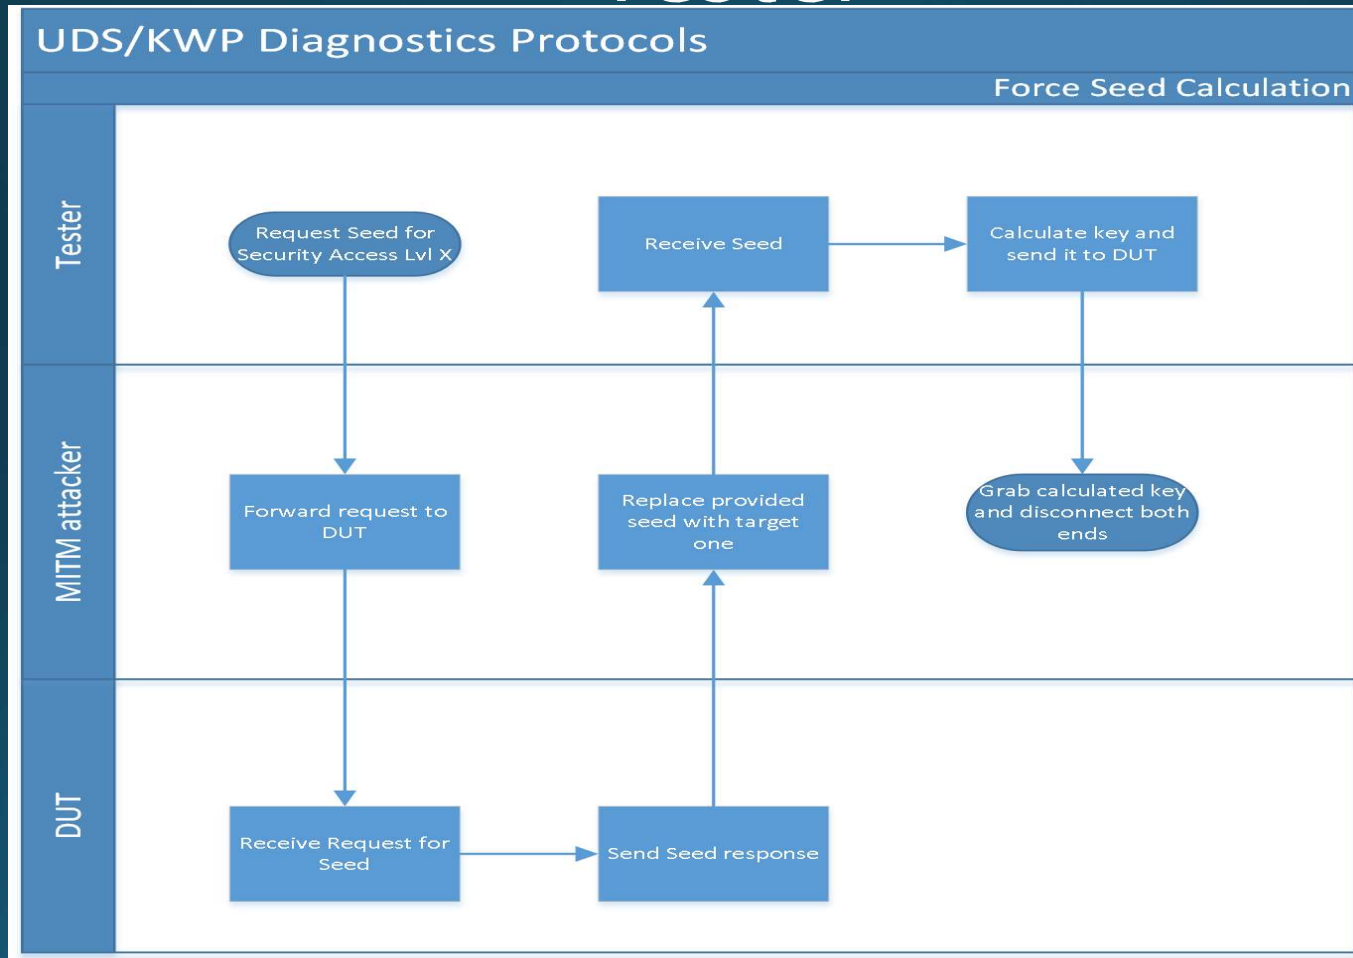 UDS/KWP Diagnostics Protocols
Force Seed Calculation
Tester
Request Seed for
Security Access Lvl X
Receive Seed
Calculate key and
send it to DUT
MITM attacker
Forward request to
DUT
Replace provided
seed with target
one
Grab calculated key
and disconnect both
ends
DUT
Receive Request for
Seed
Send Seed response